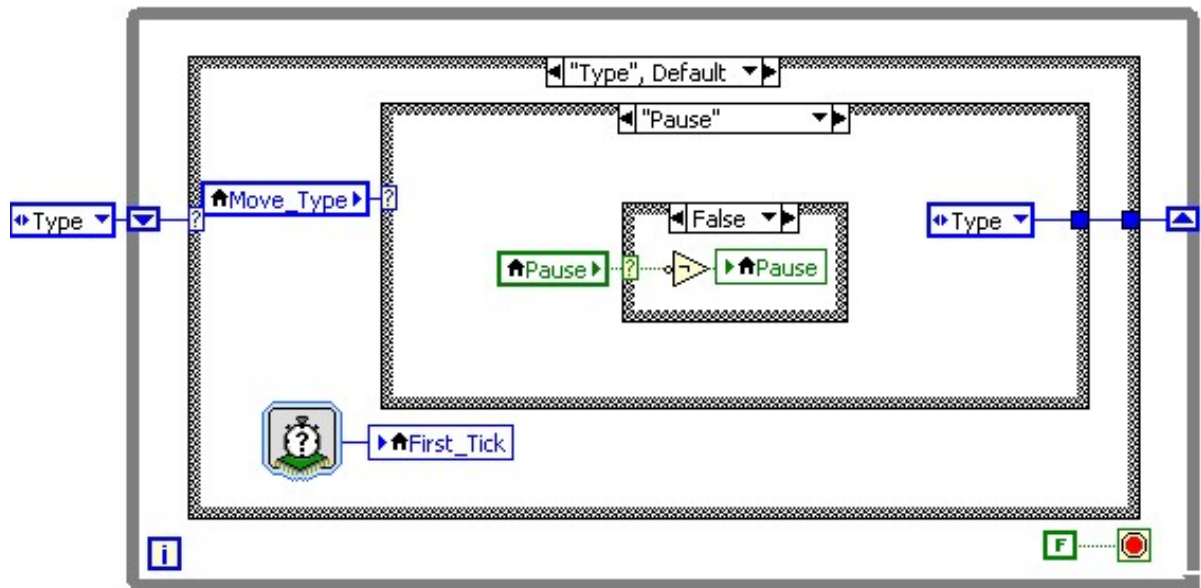 "Type", Default
"Pause"
Move_Type
?
?
Type
False
Type
Pause
?
Pause
?
First_Tick
i
F